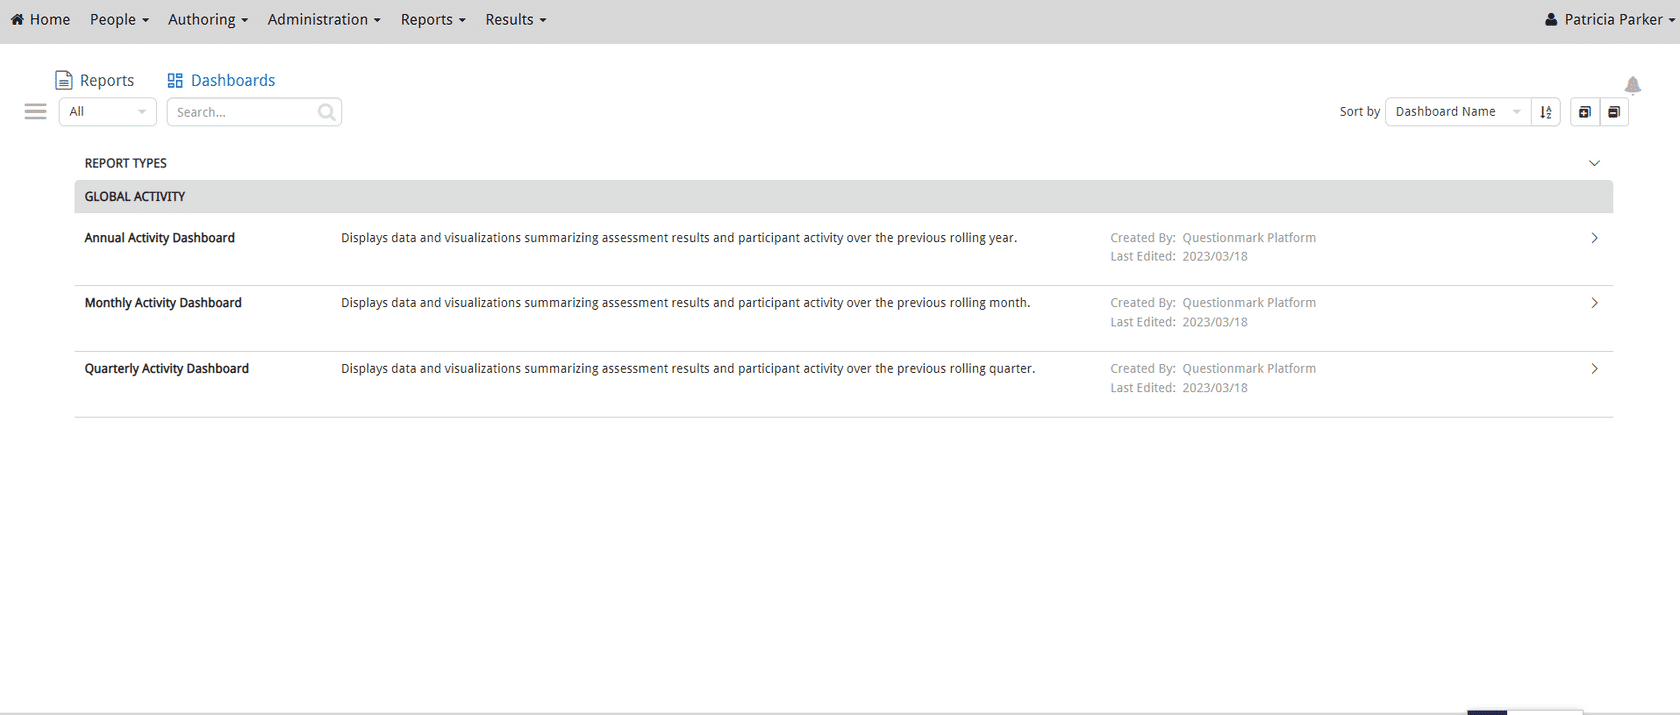 Home People Authoring Administration Reports Results Patricia Parker
Reports Dashboards
All Search... Sort by Dashboard Name
REPORT TYPES
GLOBAL ACTIVITY
Annual Activity Dashboard Displays data and visualizations summarizing assessment results and participant activity over the previous rolling year. Created By: Questionmark Platform
Last Edited: 2023/03/18
Monthly Activity Dashboard Displays data and visualizations summarizing assessment results and participant activity over the previous rolling month. Created By: Questionmark Platform
Last Edited: 2023/03/18
Quarterly Activity Dashboard Displays data and visualizations summarizing assessment results and participant activity over the previous rolling quarter. Created By: Questionmark Platform
Last Edited: 2023/03/18